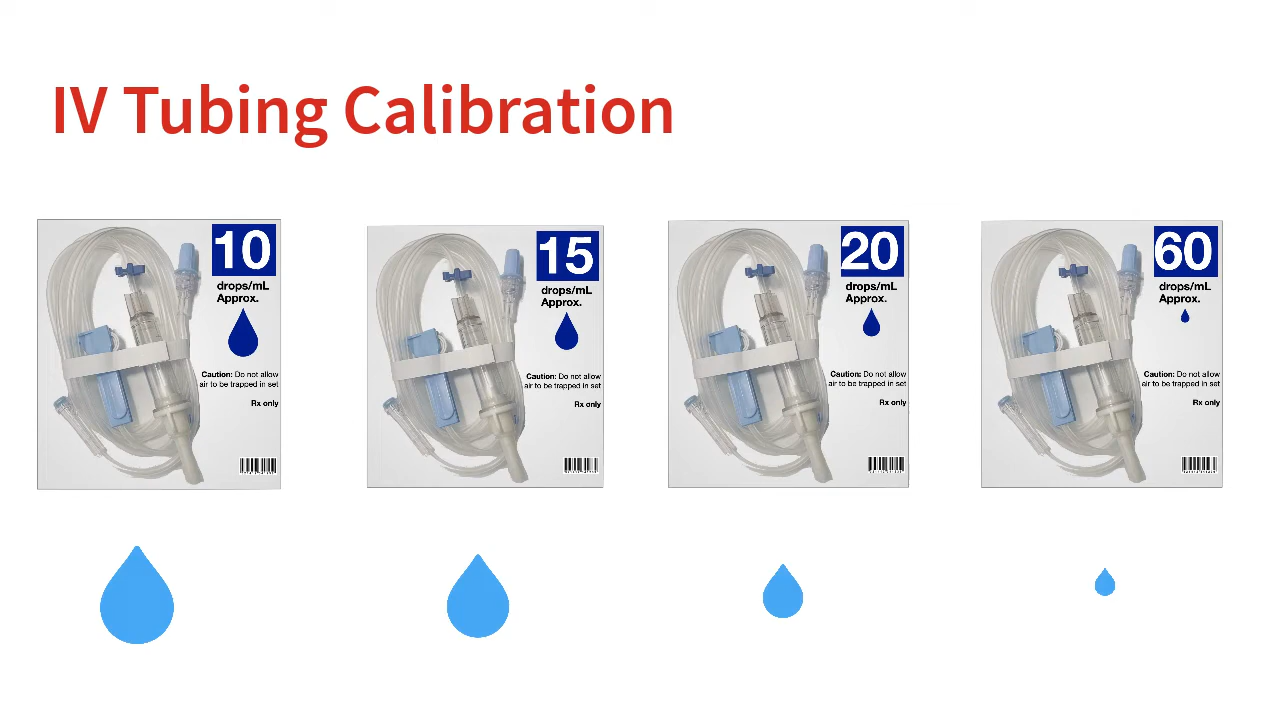 IV Tubing Calibration
10
drops/mL
Approx.
Caution: Do not allow
air to be trapped in set
Rx only
15
drops/mL
Approx.
Caution: Do not allow
air to be trapped in set
Rx only
20
drops/mL
Approx.
Caution: Do not allow
air to be trapped in set
Rx only
60
drops/mL
Approx.
Caution: Do not allow
air to be trapped in set
Rx only